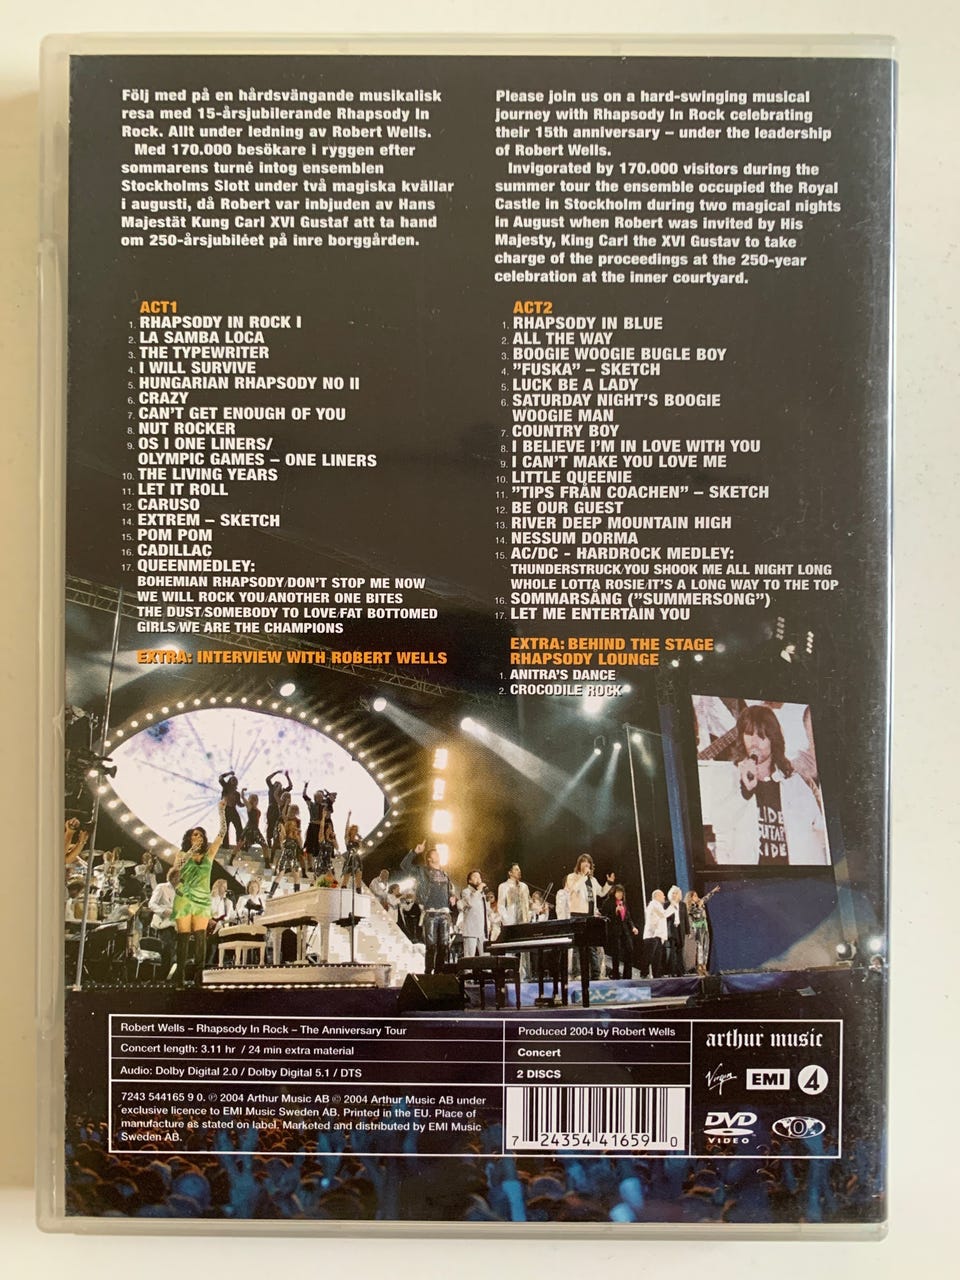 Följ med på en hårdsvängande musikalisk
resa med 15-årsjubilerande Rhapsody In
Rock. Allt under ledning av Robert Wells.
Med 170.000 besökare i ryggen efter
sommarens turné intog ensemblen
Stockholms Slott under två magiska kvällar
i augusti, då Robert var inbjuden av Hans
Majestät Kung Carl XVI Gustaf att ta hand
om 250-årsjubiléet på inre borggården.
Please join us on a hard-swinging musical
journey with Rhapsody In Rock celebrating
their 15th anniversary – under the leadership
of Robert Wells.
Invigorated by 170.000 visitors during the
summer tour the ensemble occupied the Royal
Castle in Stockholm during two magical nights
in August when Robert was invited by His
Majesty, King Carl the XVI Gustav to take
charge of the proceedings at the 250-year
celebration at the inner courtyard.
ACT1
1. RHAPSODY IN ROCK I
2. LA SAMBA LOCA
3. THE TYPEWRITER
4. I WILL SURVIVE
5. HUNGARIAN RHAPSODY NO II
6. CRAZY
7. CAN'T GET ENOUGH OF YOU
8. NUT ROCKER
9. OS I ONE LINERS/
OLYMPIC GAMES – ONE LINERS
10. THE LIVING YEARS
11. LET IT ROLL
12. CARUSO
14. EXTREM – SKETCH
15. POM POM
16. CADILLAC
17. QUEENMEDLEY:
BOHEMIAN RHAPSODY/DON'T STOP ME NOW
WE WILL ROCK YOU/ANOTHER ONE BITES
THE DUST/SOMEBODY TO LOVE/FAT BOTTOMED
GIRLS/WE ARE THE CHAMPIONS
EXTRA: INTERVIEW WITH ROBERT WELLS
ACT2
1. RHAPSODY IN BLUE
2. ALL THE WAY
3. BOOGIE WOOGIE BUGLE BOY
4. "FUSKA" – SKETCH
5. LUCK BE A LADY
6. SATURDAY NIGHT'S BOOGIE
WOOGIE MAN
7. COUNTRY BOY
8. I BELIEVE I'M IN LOVE WITH YOU
9. I CAN'T MAKE YOU LOVE ME
10. LITTLE QUEENIE
11. "TIPS FRÅN COACHEN" – SKETCH
12. BE OUR GUEST
13. RIVER DEEP MOUNTAIN HIGH
14. NESSUM DORMA
15. AC/DC - HARDROCK MEDLEY:
THUNDERSTRUCK/YOU SHOOK ME ALL NIGHT LONG
WHOLE LOTTA ROSIE/IT'S A LONG WAY TO THE TOP
16. SOMMARSÅNG ("SUMMERSONG")
17. LET ME ENTERTAIN YOU
EXTRA: BEHIND THE STAGE
RHAPSODY LOUNGE
1. ANITRA'S DANCE
2. CROCODILE ROCK
Robert Wells – Rhapsody In Rock – The Anniversary Tour
Concert length: 3.11 hr / 24 min extra material
Audio: Dolby Digital 2.0 / Dolby Digital 5.1 / DTS
7243 544165 9 0. ℗ 2004 Arthur Music AB © 2004 Arthur Music AB under
exclusive licence to EMI Music Sweden AB. Printed in the EU. Place of
manufacture as stated on label. Marketed and distributed by EMI Music
Sweden AB.
Produced 2004 by Robert Wells
Concert
2 DISCS
7 24354 41659 0
arthur music
Virgin EMI 4
DVD
VIDEO